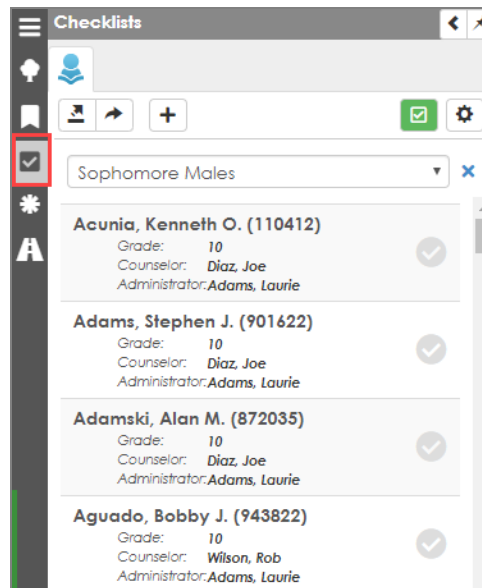 Checklists
Sophomore Males
Acunia, Kenneth O. (110412)
Grade: 10
Counselor: Diaz, Joe
Administrator: Adams, Laurie
Adams, Stephen J. (901622)
Grade: 10
Counselor: Diaz, Joe
Administrator: Adams, Laurie
Adamski, Alan M. (872035)
Grade: 10
Counselor: Diaz, Joe
Administrator: Adams, Laurie
Aguado, Bobby J. (943822)
Grade: 10
Counselor: Wilson, Rob
Administrator: Adams, Laurie